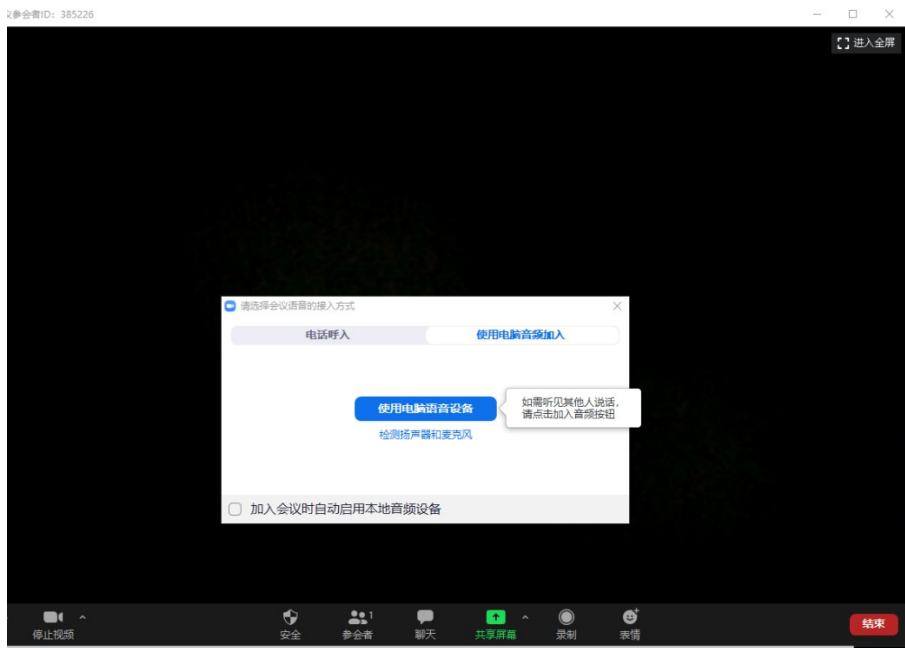 议参会者ID: 385226
进入全屏
请选择会议语音的接入方式
电话呼入
使用电脑音频加入
使用电脑语音设备
如需听见其他人说话,
请点击加入音频按钮
检测扬声器和麦克风
加入会议时自动启用本地音频设备
1
停止视频
安全
参会者
聊天
共享屏幕
录制
表情
结束